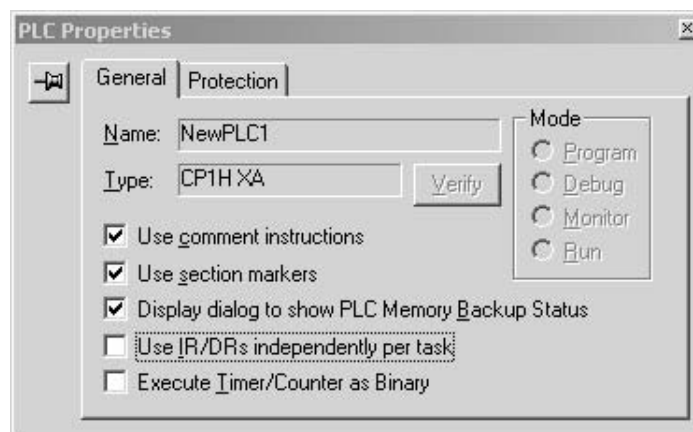 PLC Properties
General Protection
Name: NewPLC1
Type: CP1H XA Verify
Mode
Program
Debug
Monitor
Run
Use comment instructions
Use section markers
Display dialog to show PLC Memory Backup Status
Use IR/DRs independently per task
Execute Timer/Counter as Binary